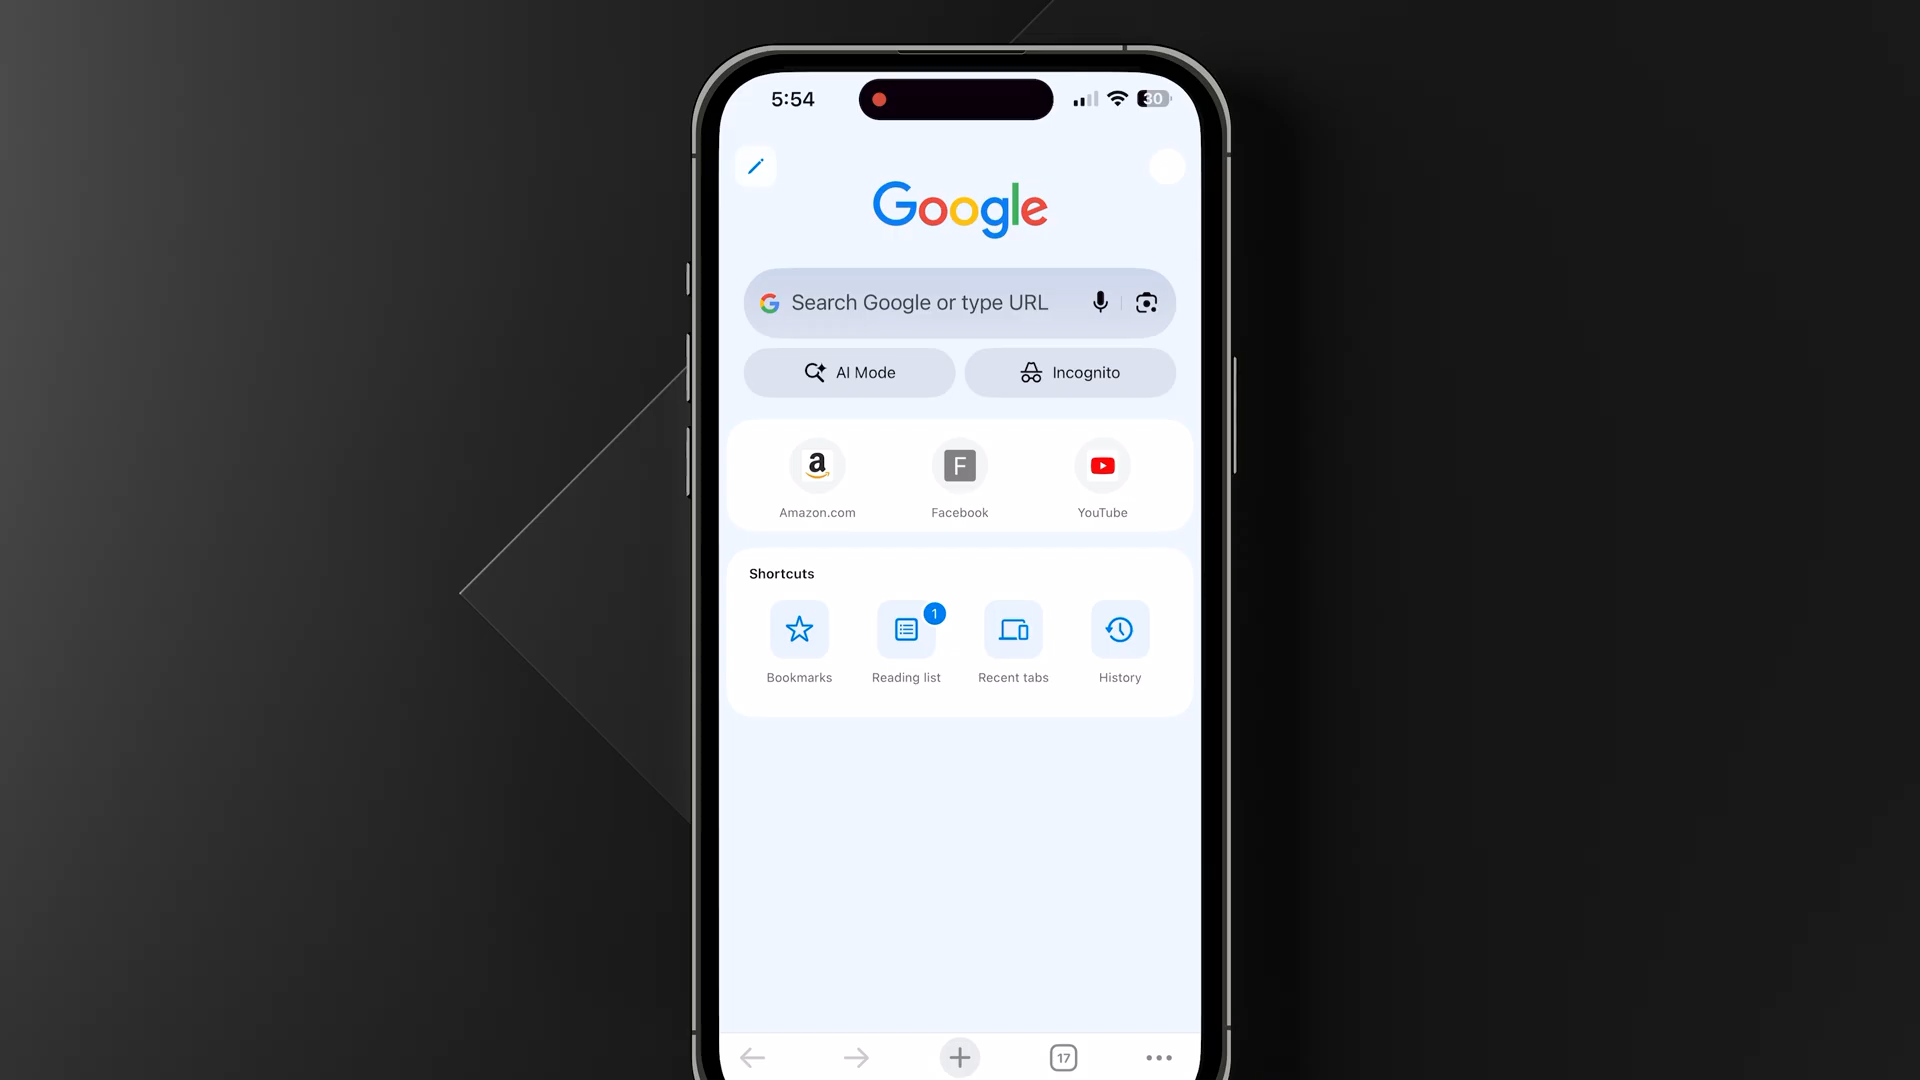 5:54
30
Google
Search Google or type URL
AI Mode
Incognito
a
F
Amazon.com
Facebook
YouTube
Shortcuts
1
Bookmarks
Reading list
Recent tabs
History
17